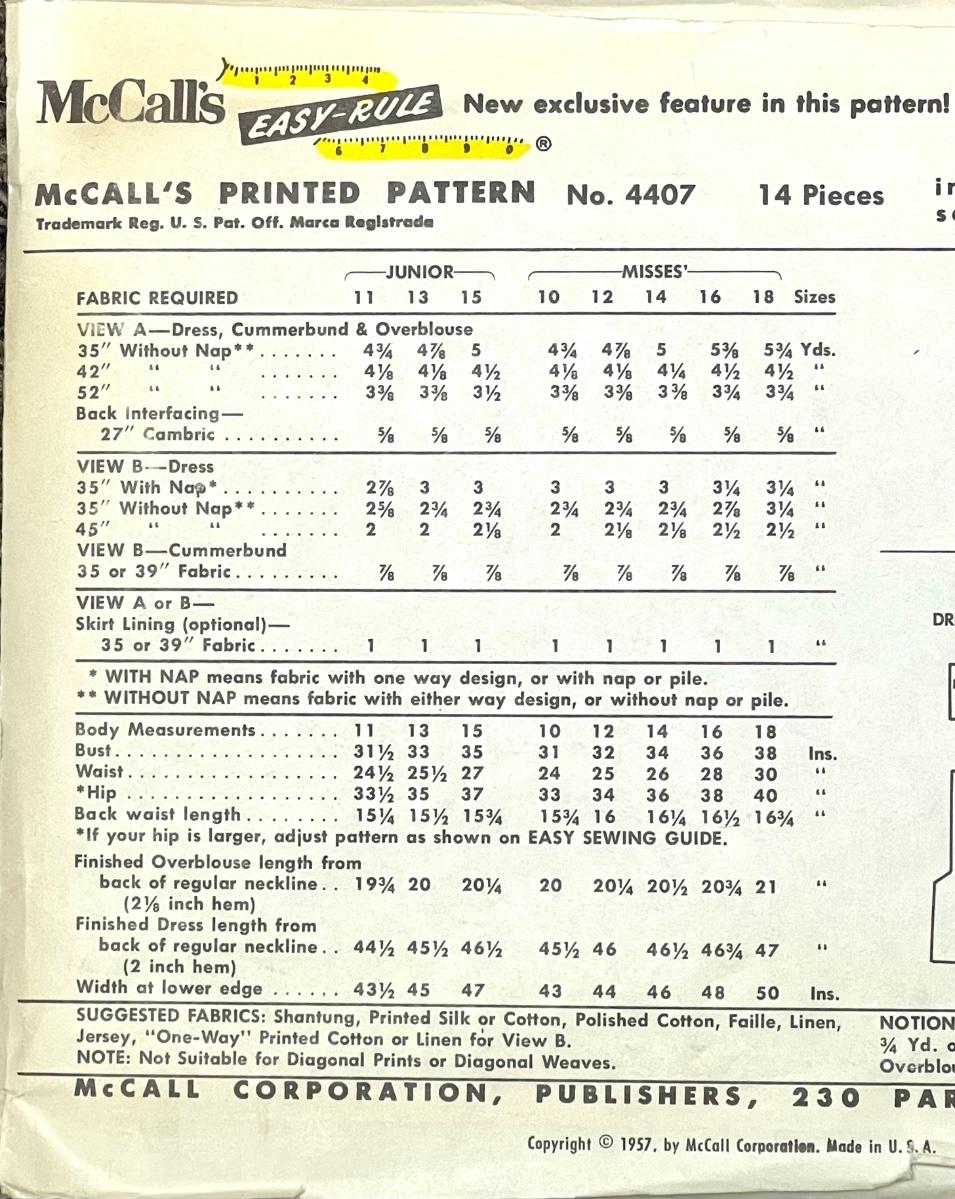 1 2 3 4
McCall's EASY-RULE New exclusive feature in this pattern!
6 7 8 9 0 ®
McCALL'S PRINTED PATTERN No. 4407 14 Pieces
Trademark Reg. U. S. Pat. Off. Marca Registrada
JUNIOR MISSES'
FABRIC REQUIRED 11 13 15 10 12 14 16 18 Sizes
VIEW A—Dress, Cummerbund & Overblouse
35" Without Nap**....... 4¾ 4⅞ 5 4¾ 4⅞ 5 5⅜ 5¾ Yds.
42" " " ....... 4⅛ 4⅛ 4½ 4⅛ 4⅛ 4¼ 4½ 4½ "
52" " " ....... 3⅜ 3⅜ 3½ 3⅜ 3⅜ 3⅜ 3¾ 3¾ "
Back Interfacing—
27" Cambric .......... ⅝ ⅝ ⅝ ⅝ ⅝ ⅝ ⅝ ⅝ "
VIEW B—Dress
35" With Nap*.......... 2⅞ 3 3 3 3 3 3¼ 3¼ "
35" Without Nap**....... 2⅝ 2¾ 2¾ 2¾ 2¾ 2¾ 2⅞ 3¼ "
45" " " ....... 2 2 2⅛ 2 2⅛ 2⅛ 2½ 2½ "
VIEW B—Cummerbund
35 or 39" Fabric......... ⅞ ⅞ ⅞ ⅞ ⅞ ⅞ ⅞ ⅞ "
VIEW A or B—
Skirt Lining (optional)—
35 or 39" Fabric....... 1 1 1 1 1 1 1 1 "
* WITH NAP means fabric with one way design, or with nap or pile.
** WITHOUT NAP means fabric with either way design, or without nap or pile.
Body Measurements....... 11 13 15 10 12 14 16 18
Bust.................... 31½ 33 35 31 32 34 36 38 Ins.
Waist................... 24½ 25½ 27 24 25 26 28 30 "
*Hip ................... 33½ 35 37 33 34 36 38 40 "
Back waist length........ 15¼ 15½ 15¾ 15¾ 16 16¼ 16½ 16¾ "
*If your hip is larger, adjust pattern as shown on EASY SEWING GUIDE.
Finished Overblouse length from
back of regular neckline.. 19¾ 20 20¼ 20 20¼ 20½ 20¾ 21 "
(2⅛ inch hem)
Finished Dress length from
back of regular neckline.. 44½ 45½ 46½ 45½ 46 46½ 46¾ 47 "
(2 inch hem)
Width at lower edge ...... 43½ 45 47 43 44 46 48 50 Ins.
SUGGESTED FABRICS: Shantung, Printed Silk or Cotton, Polished Cotton, Faille, Linen,
Jersey, "One-Way" Printed Cotton or Linen for View B.
NOTE: Not Suitable for Diagonal Prints or Diagonal Weaves.
NOTION
¾ Yd. o
Overblou
McCALL CORPORATION, PUBLISHERS, 230 PAR
Copyright © 1957, by McCall Corporation. Made in U. S. A.